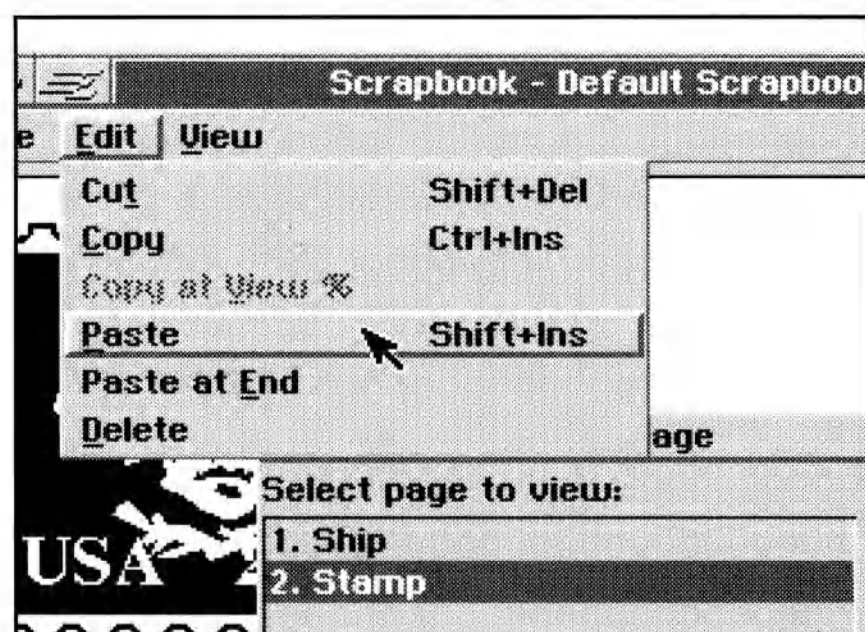 Scrapbook - Default Scrapboo
e Edit View
Cut Shift+Del
Copy Ctrl+Ins
Copy at View %
Paste Shift+Ins
Paste at End
Delete
age
Select page to view:
1. Ship
2. Stamp
USA